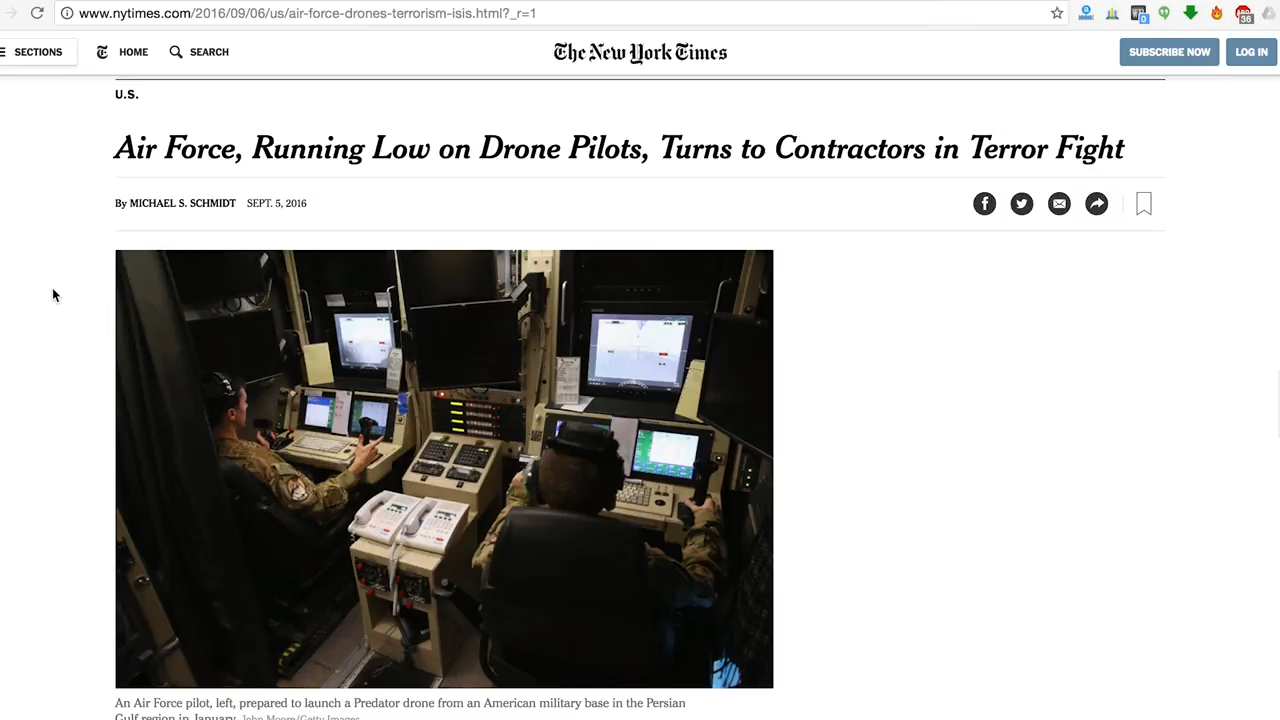 www.nytimes.com/2016/09/06/us/air-force-drones-terrorism-isis.html?_r=1
0
36
SECTIONS HOME SEARCH The New York Times SUBSCRIBE NOW LOG IN
U.S.
Air Force, Running Low on Drone Pilots, Turns to Contractors in Terror Fight
By MICHAEL S. SCHMIDT SEPT. 5, 2016
An Air Force pilot, left, prepared to launch a Predator drone from an American military base in the Persian
Gulf region in January. John Moore/Getty Images